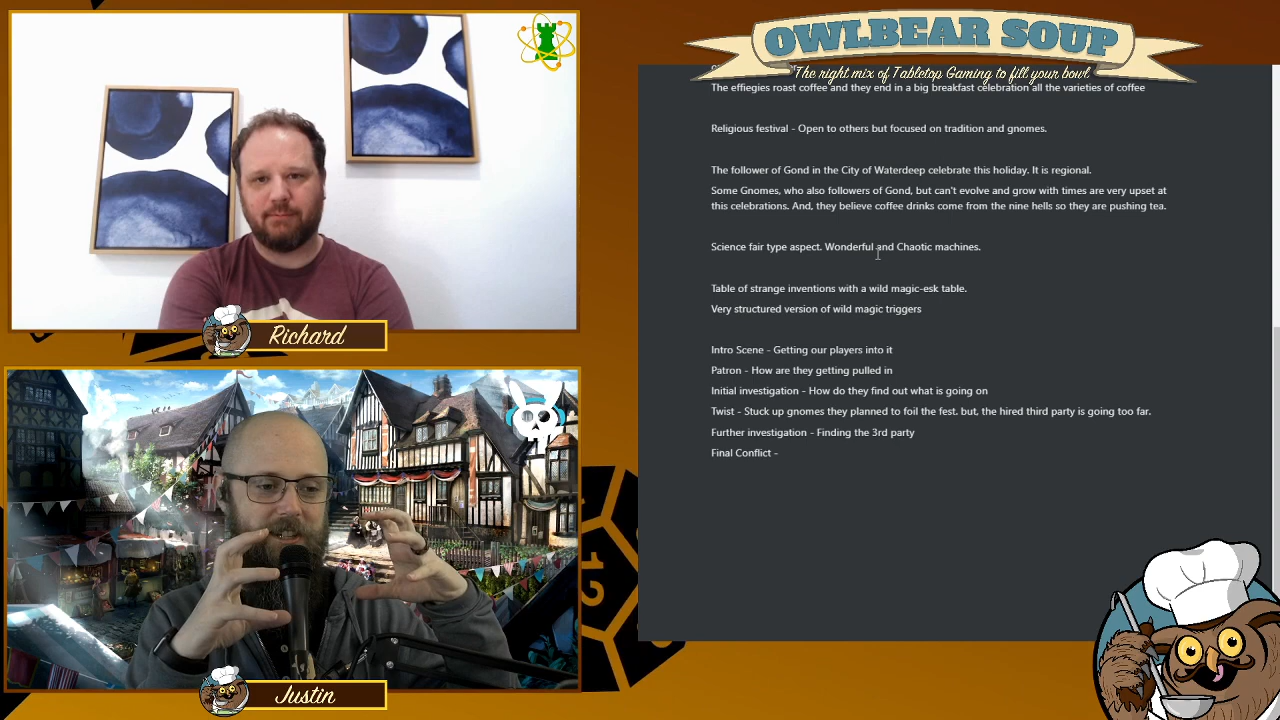 OWLBEAR SOUP
The right mix of Tabletop Gaming to fill your bowl
The effiegies roast coffee and they end in a big breakfast celebration all the varieties of coffee
Religious festival - Open to others but focused on tradition and gnomes.
The follower of Gond in the City of Waterdeep celebrate this holiday. It is regional.
Some Gnomes, who also followers of Gond, but can't evolve and grow with times are very upset at
this celebrations. And, they believe coffee drinks come from the nine hells so they are pushing tea.
Science fair type aspect. Wonderful and Chaotic machines.
Table of strange inventions with a wild magic-esk table.
Very structured version of wild magic triggers
Intro Scene - Getting our players into it
Patron - How are they getting pulled in
Initial investigation - How do they find out what is going on
Twist - Stuck up gnomes they planned to foil the fest. but, the hired third party is going too far.
Further investigation - Finding the 3rd party
Final Conflict -
Richard
Justin
12